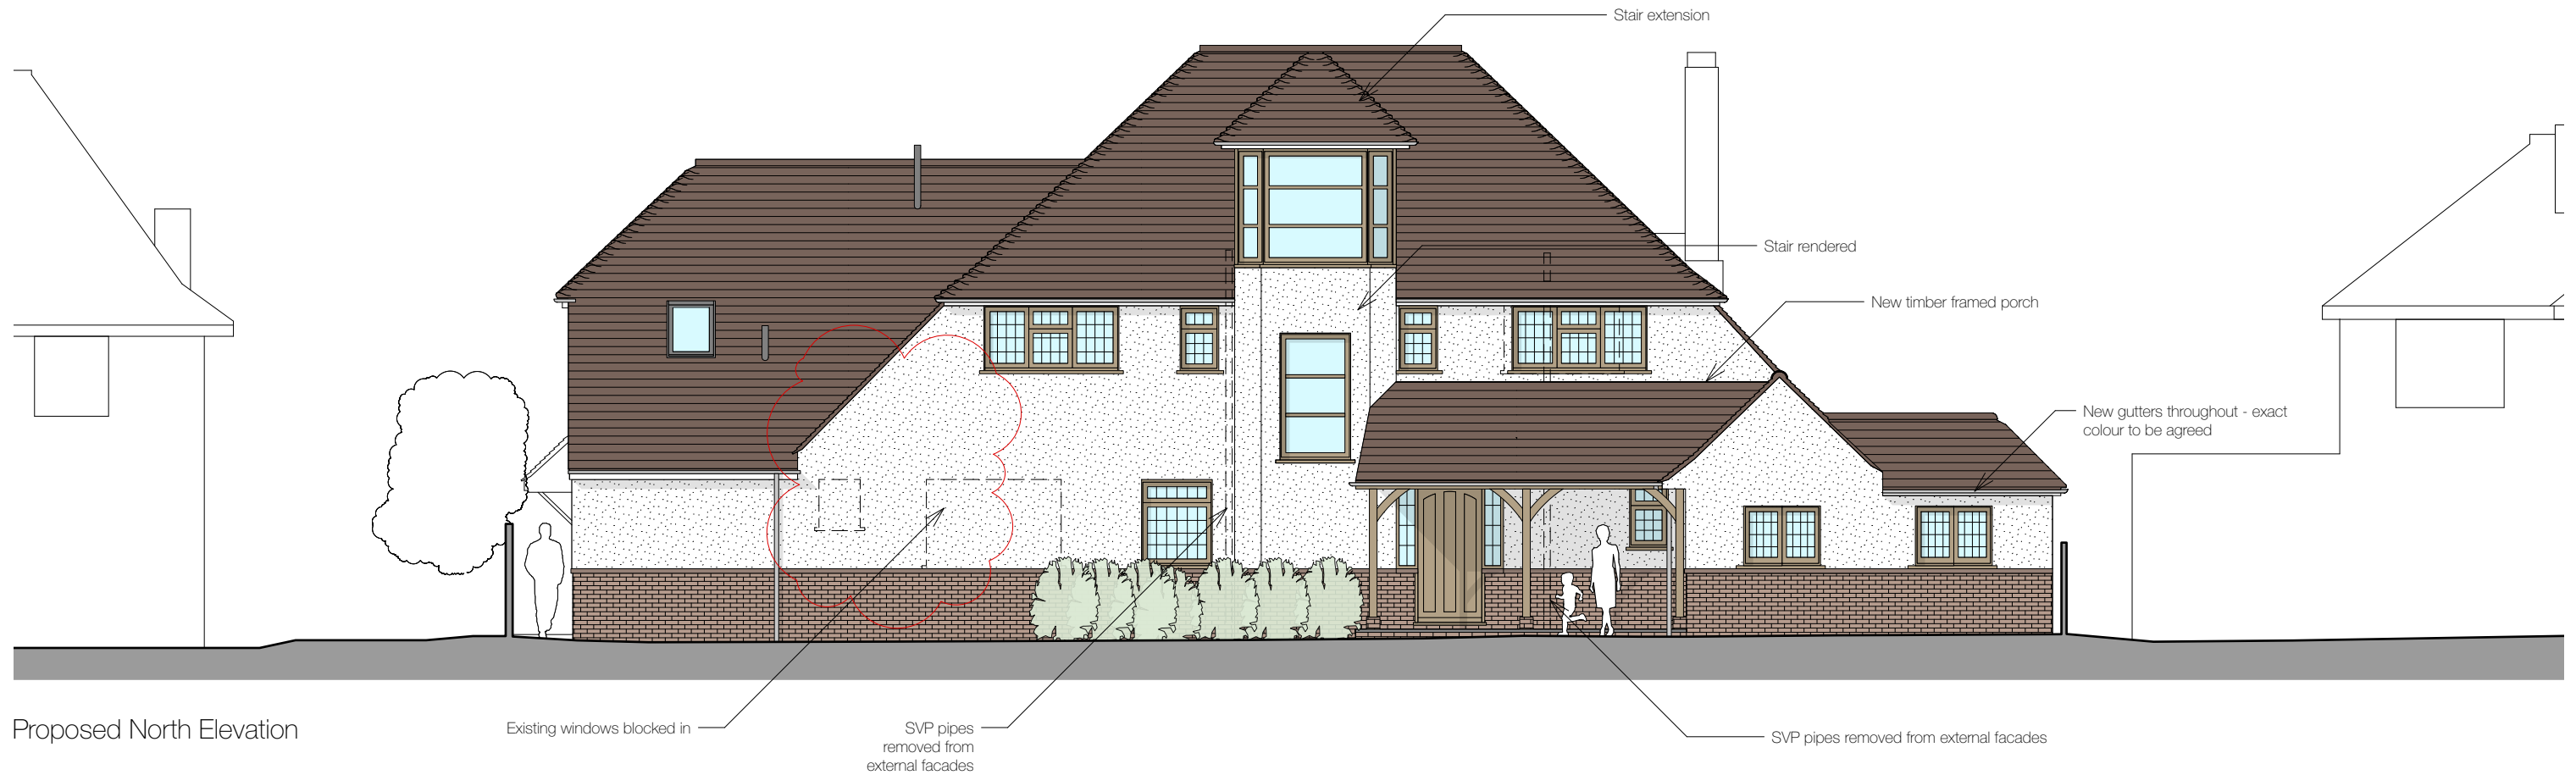 Stair extension
Stair rendered
New timber framed porch
New gutters throughout - exact
colour to be agreed
Proposed North Elevation
Existing windows blocked in
SVP pipes
removed from
external facades
SVP pipes removed from external facades